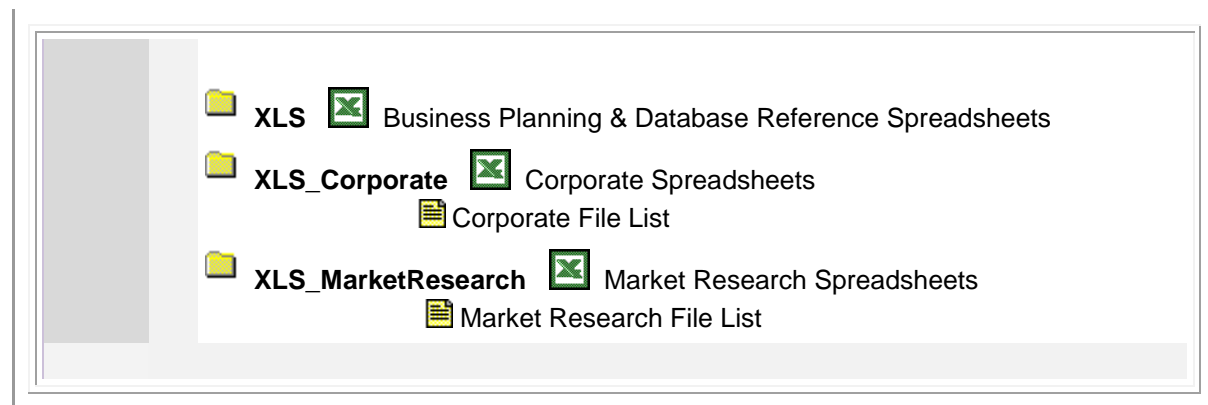 XLS Business Planning & Database Reference Spreadsheets
XLS_Corporate Corporate Spreadsheets
Corporate File List
XLS_MarketResearch Market Research Spreadsheets
Market Research File List